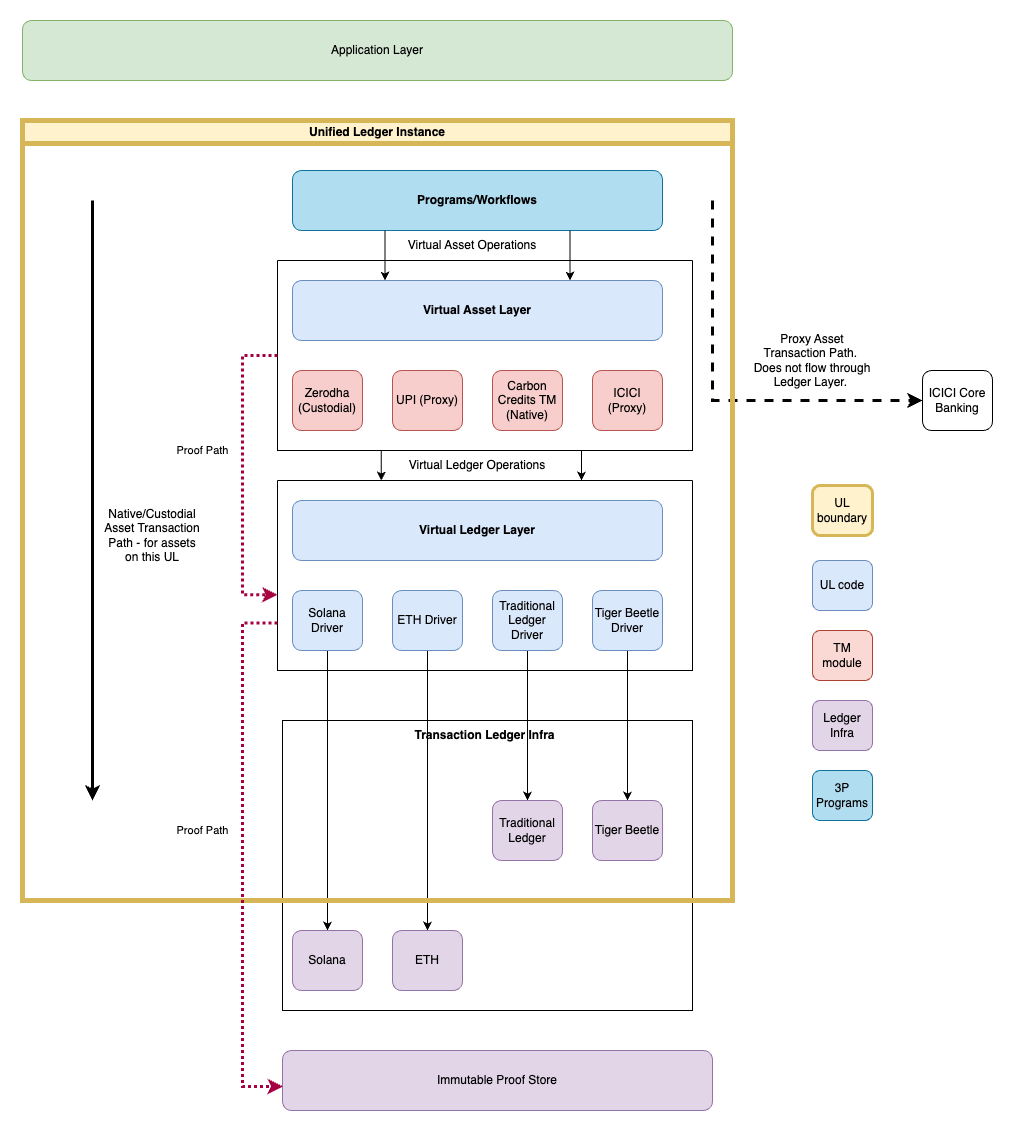 Application Layer
Unified Ledger Instance
Programs/Workflows
Virtual Asset Operations
Virtual Asset Layer
Zerodha
(Custodial)
UPI (Proxy)
Carbon
Credits TM
(Native)
ICICI
(Proxy)
Proxy Asset
Transaction Path.
Does not flow through
Ledger Layer.
ICICI Core
Banking
Proof Path
Virtual Ledger Operations
Native/Custodial
Asset Transaction
Path - for assets
on this UL
Virtual Ledger Layer
Solana
Driver
ETH Driver
Traditional
Ledger
Driver
Tiger Beetle
Driver
UL
boundary
UL code
TM
module
Ledger
Infra
3P
Programs
Transaction Ledger Infra
Proof Path
Traditional
Ledger
Tiger Beetle
Solana
ETH
Immutable Proof Store